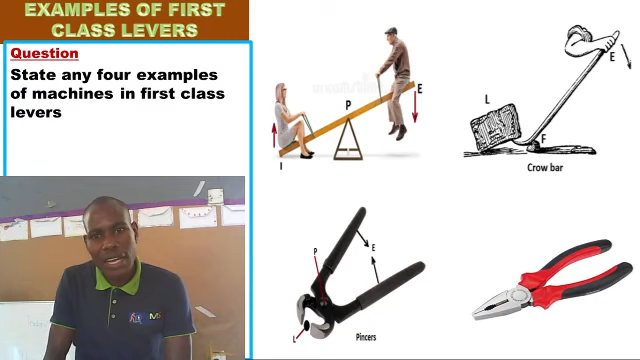 EXAMPLES OF FIRST
CLASS LEVERS
Question
State any four examples
of machines in first class
levers
P
E
L
E
F
Crow bar
P
E
L
Pincers